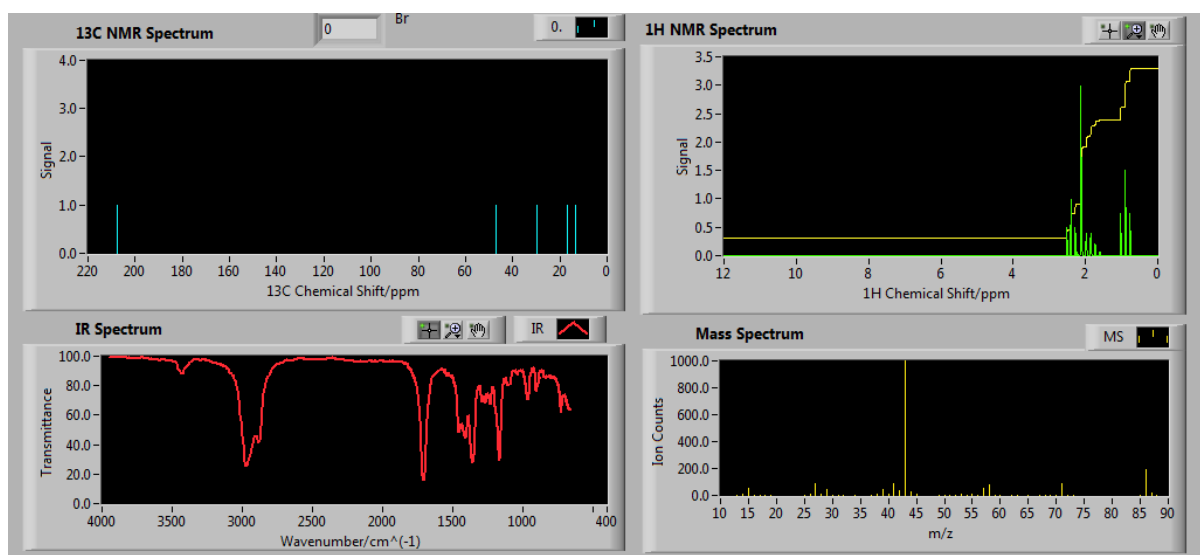 13C NMR Spectrum
0
Br
0.
4.0
3.0
2.0
1.0
0.0
Signal
220 200 180 160 140 120 100 80 60 40 20 0
13C Chemical Shift/ppm
1H NMR Spectrum
3.5
3.0
2.5
2.0
1.5
1.0
0.5
0.0
Signal
12 10 8 6 4 2 0
1H Chemical Shift/ppm
IR Spectrum
IR
100.0
80.0
60.0
40.0
20.0
0.0
Transmittance
4000 3000 2000 1000 400
Wavenumber/cm^(-1)
Mass Spectrum
MS
1000.0
800.0
600.0
400.0
200.0
0.0
Ion Counts
10 15 20 25 30 35 40 45 50 55 60 65 70 75 80 85 90
m/z